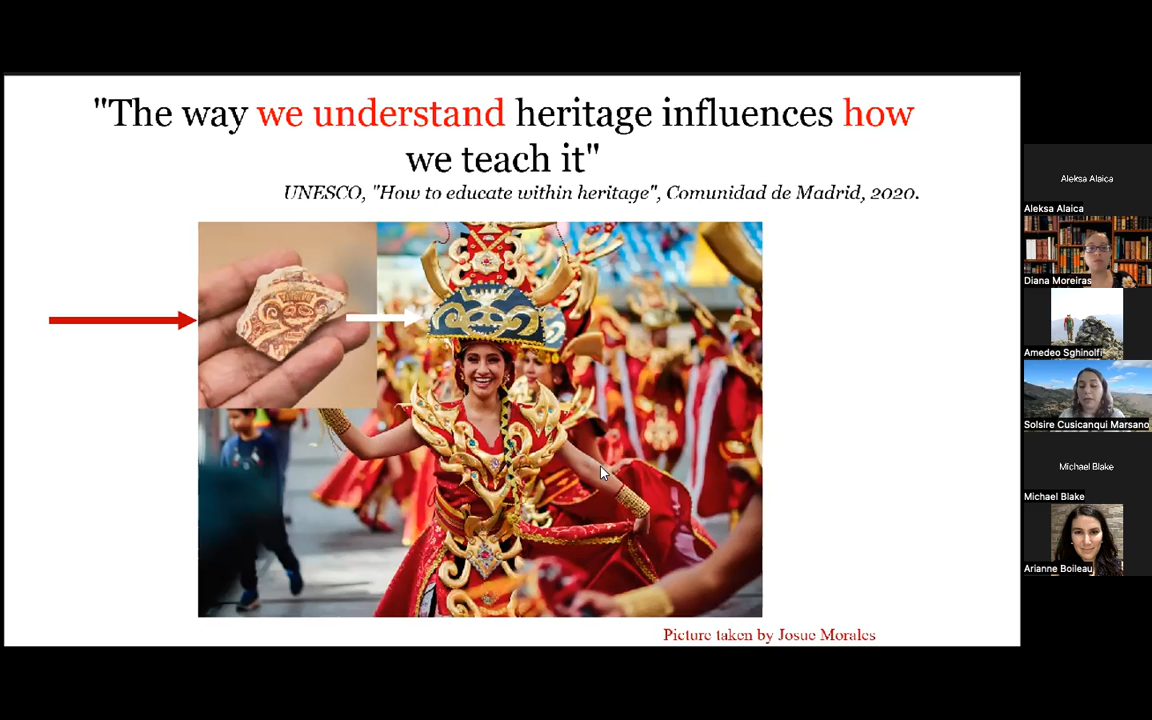 "The way we understand heritage influences how
we teach it"
UNESCO, "How to educate within heritage", Comunidad de Madrid, 2020.
Picture taken by Josue Morales
Aleksa Alaica
Aleksa Alaica
Diana Moreiras
Amedeo Sghinolfi
Solsire Cusicanqui Marsano
Michael Blake
Michael Blake
Arianne Boileau